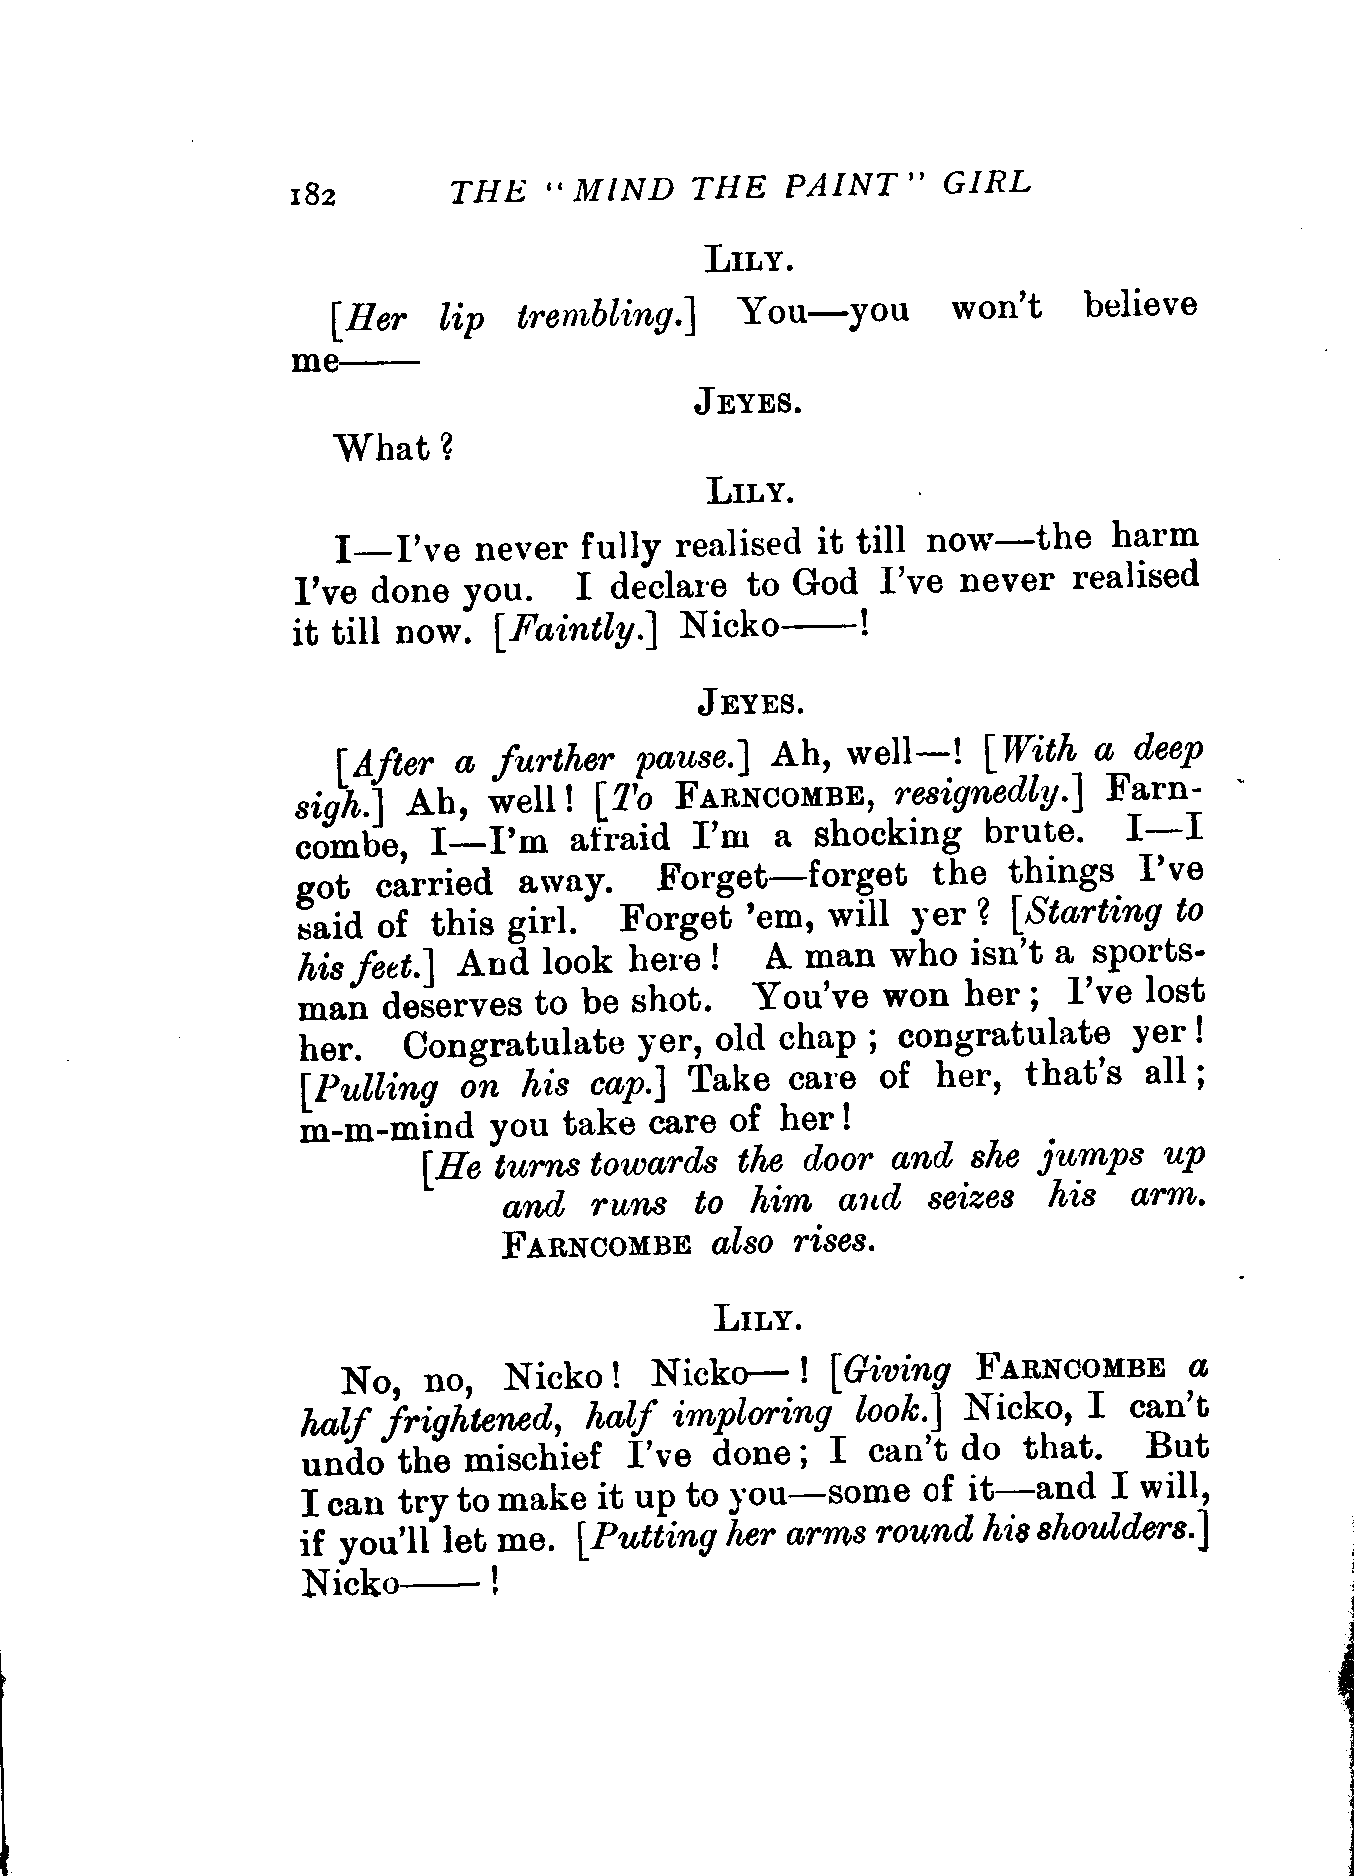 182 THE "MIND THE PAINT" GIRL
LILY.
[Her lip trembling.] You—you won't believe
me——
JEYES.
What?
LILY.
I—I've never fully realised it till now—the harm
I've done you. I declare to God I've never realised
it till now. [Faintly.] Nicko——!
JEYES.
[After a further pause.] Ah, well—! [With a deep
sigh.] Ah, well! [To FARNCOMBE, resignedly.] Farn-
combe, I—I'm afraid I'm a shocking brute. I—I
got carried away. Forget—forget the things I've
said of this girl. Forget 'em, will yer? [Starting to
his feet.] And look here! A man who isn't a sports-
man deserves to be shot. You've won her; I've lost
her. Congratulate yer, old chap; congratulate yer!
[Pulling on his cap.] Take care of her, that's all;
m-m-mind you take care of her!
[He turns towards the door and she jumps up
and runs to him and seizes his arm.
FARNCOMBE also rises.
LILY.
No, no, Nicko! Nicko—! [Giving FARNCOMBE a
half frightened, half imploring look.] Nicko, I can't
undo the mischief I've done; I can't do that. But
I can try to make it up to you—some of it—and I will,
if you'll let me. [Putting her arms round his shoulders.]
Nicko——!